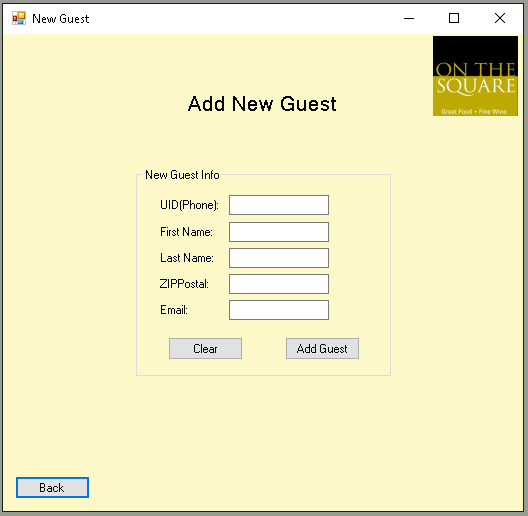 New Guest
ON THE
SQUARE
Great Food • Fine Wine
Add New Guest
New Guest Info
UID(Phone):
First Name:
Last Name:
ZIPPostal:
Email:
Clear
Add Guest
Back